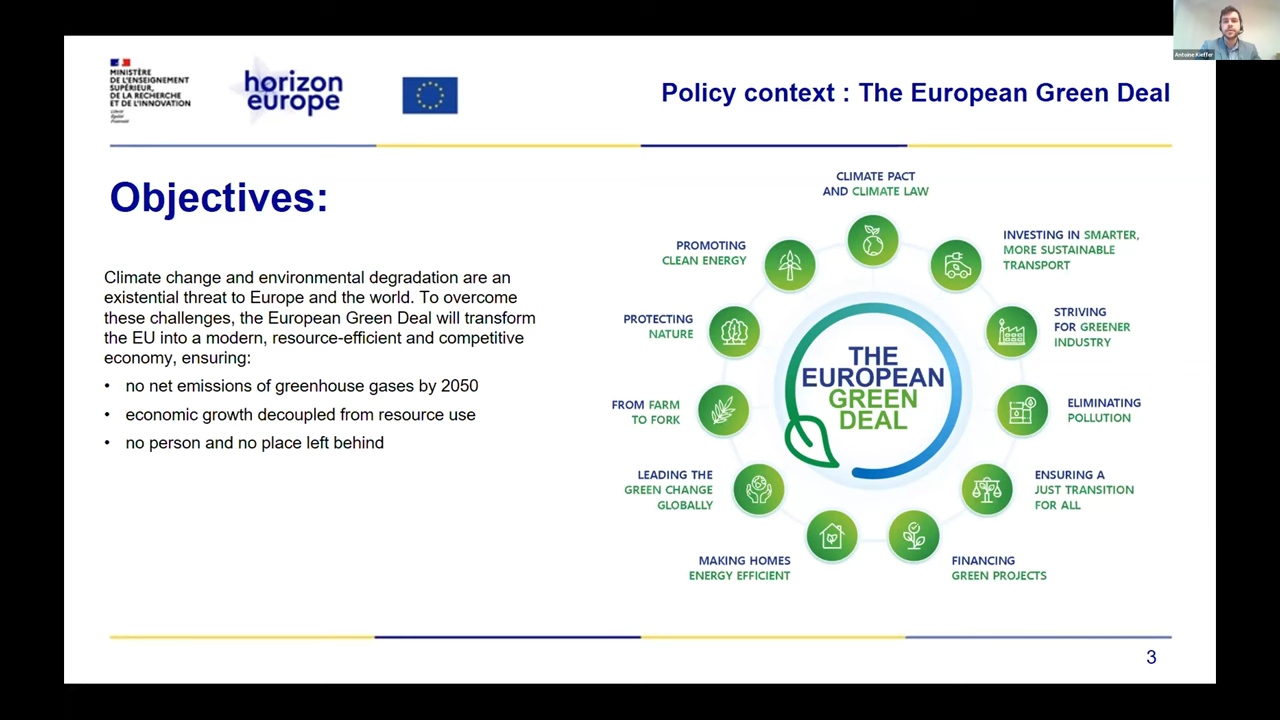 MINISTÈRE
DE L'ENSEIGNEMENT
SUPÉRIEUR,
DE LA RECHERCHE
ET DE L'INNOVATION
Liberté
Égalité
Fraternité
horizon
europe
Policy context : The European Green Deal
Antoine Kieffer
Objectives:
Climate change and environmental degradation are an
existential threat to Europe and the world. To overcome
these challenges, the European Green Deal will transform
the EU into a modern, resource-efficient and competitive
economy, ensuring:
• no net emissions of greenhouse gases by 2050
• economic growth decoupled from resource use
• no person and no place left behind
CLIMATE PACT
AND CLIMATE LAW
INVESTING IN SMARTER,
MORE SUSTAINABLE
TRANSPORT
STRIVING
FOR GREENER
INDUSTRY
ELIMINATING
POLLUTION
ENSURING A
JUST TRANSITION
FOR ALL
FINANCING
GREEN PROJECTS
MAKING HOMES
ENERGY EFFICIENT
LEADING THE
GREEN CHANGE
GLOBALLY
FROM FARM
TO FORK
PROTECTING
NATURE
PROMOTING
CLEAN ENERGY
THE
EUROPEAN
GREEN
DEAL
3